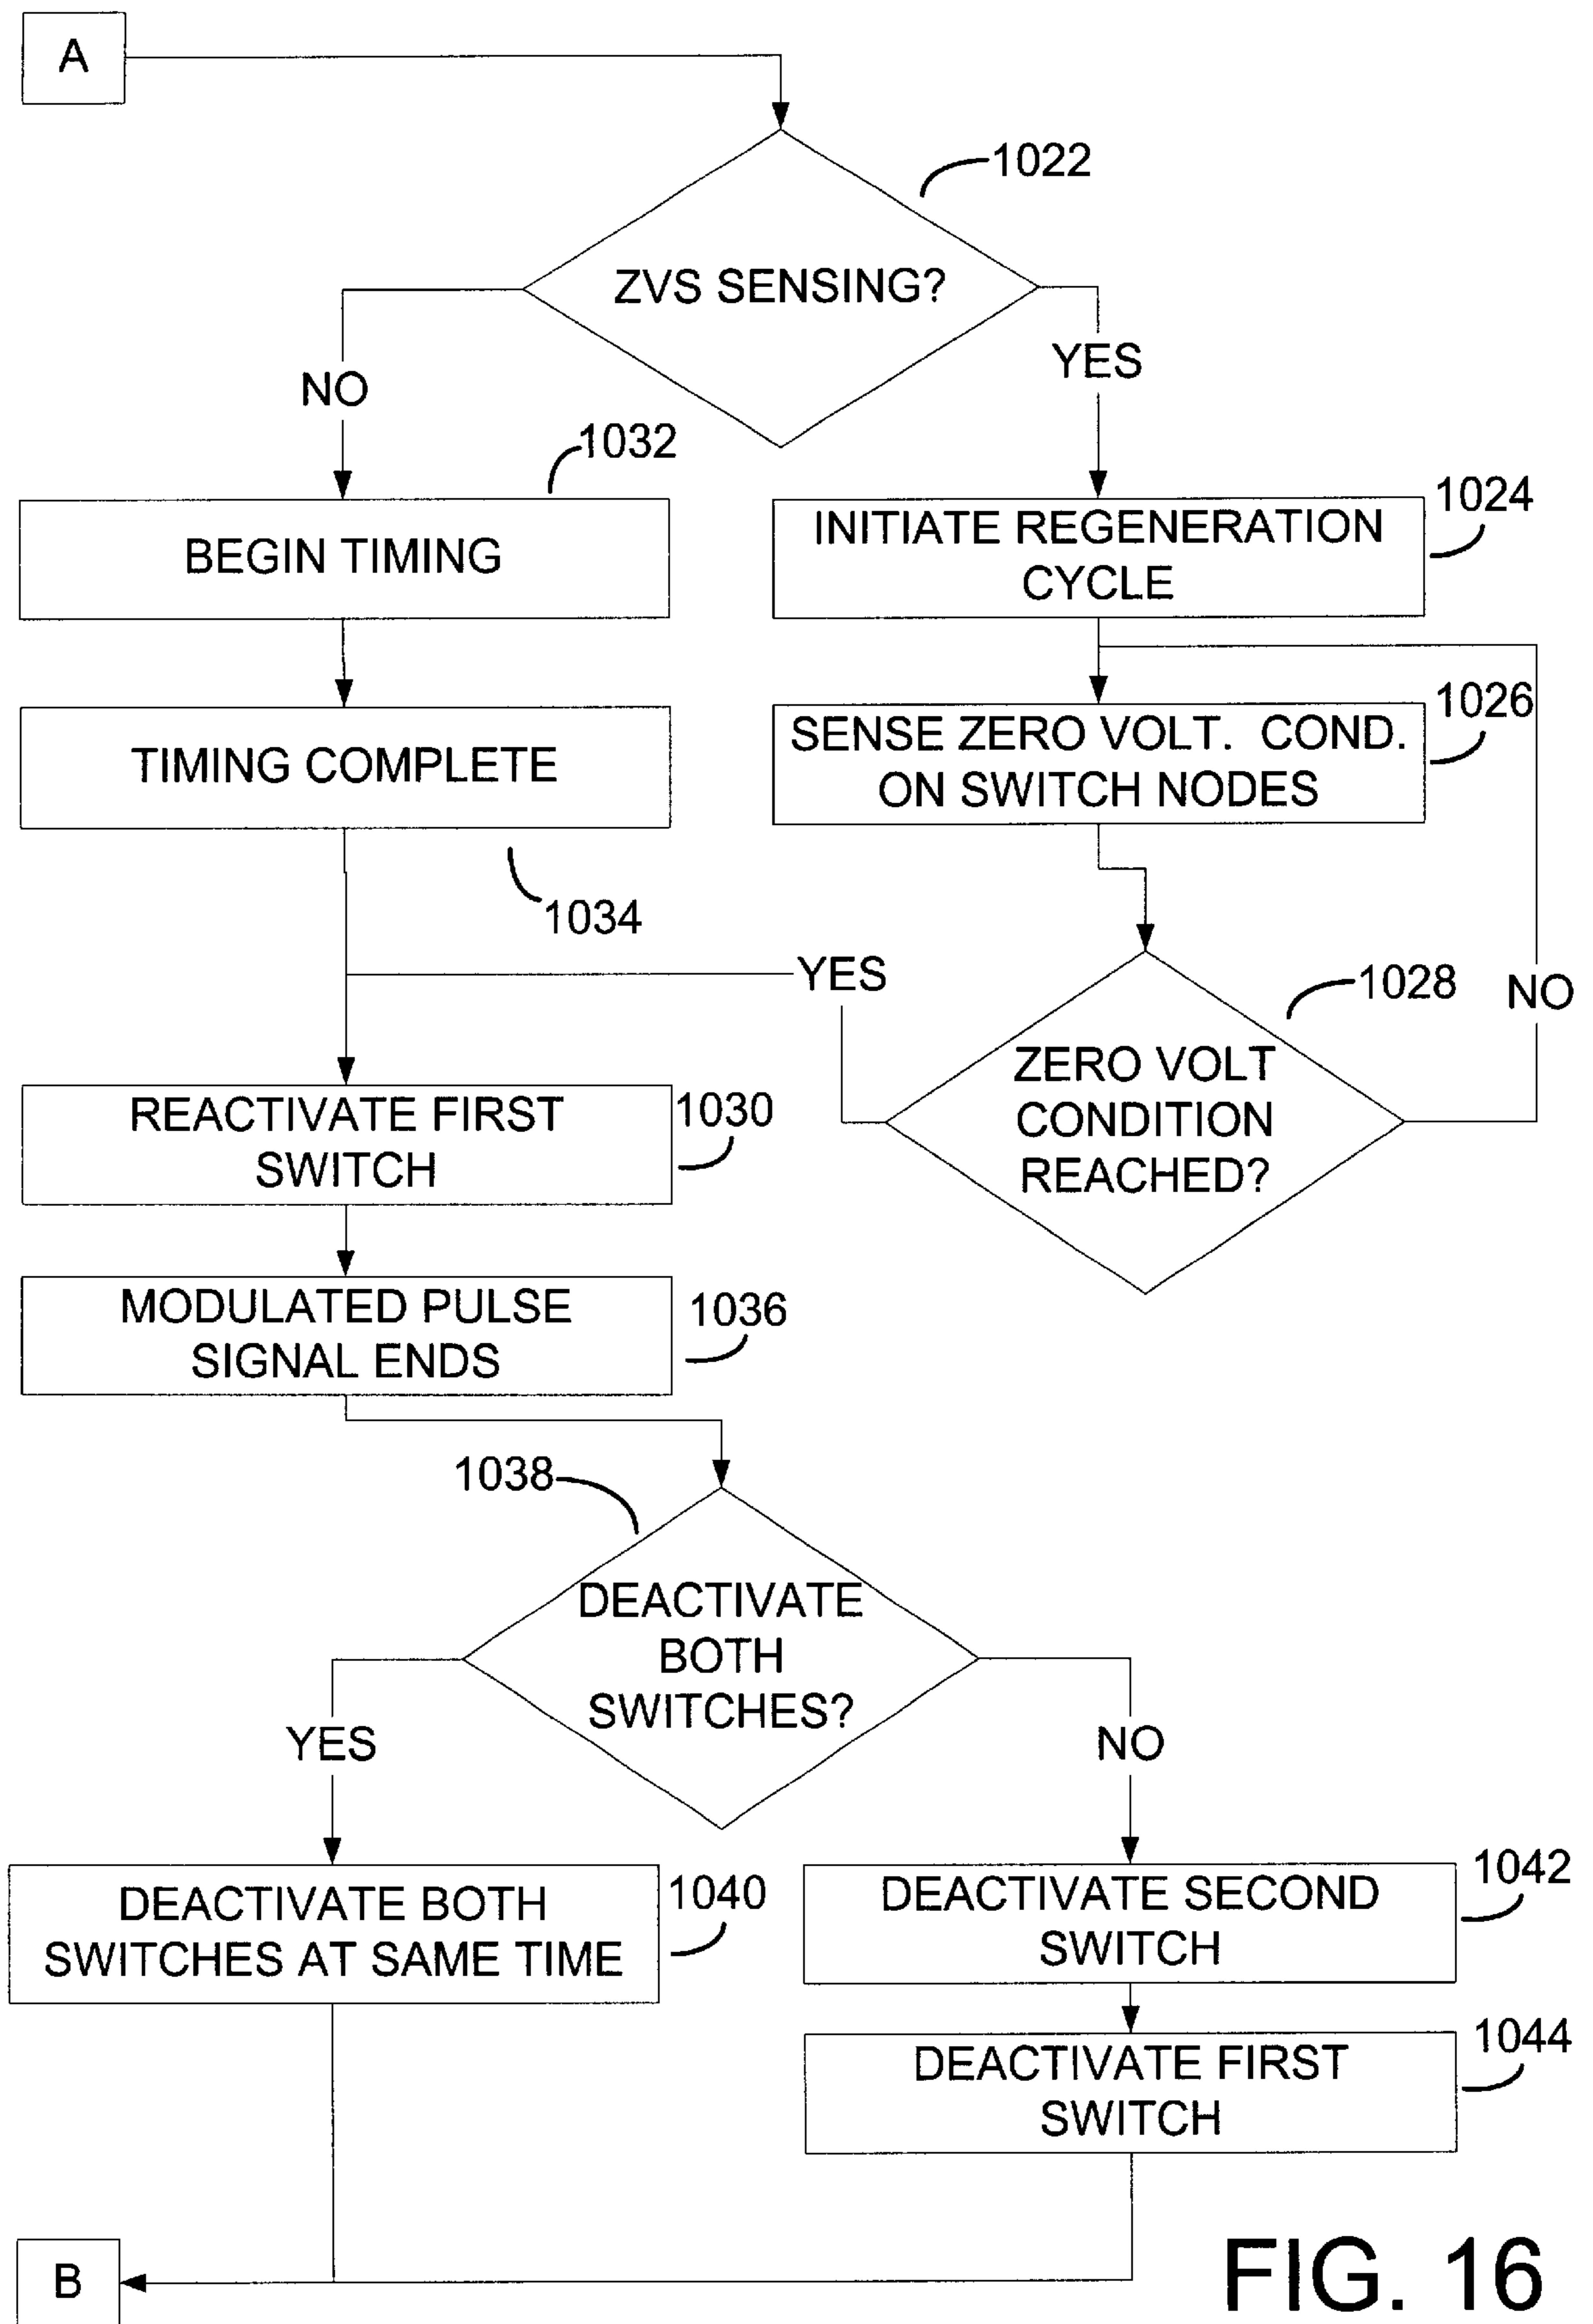 A
1022
ZVS SENSING?
NO
YES
1032
BEGIN TIMING
1024
INITIATE REGENERATION
CYCLE
TIMING COMPLETE
1034
1026
SENSE ZERO VOLT. COND.
ON SWITCH NODES
YES
1028
NO
ZERO VOLT
CONDITION
REACHED?
REACTIVATE FIRST
SWITCH
1030
MODULATED PULSE
SIGNAL ENDS
1036
1038
DEACTIVATE
BOTH
SWITCHES?
YES
NO
DEACTIVATE BOTH
SWITCHES AT SAME TIME
1040
DEACTIVATE SECOND
SWITCH
1042
DEACTIVATE FIRST
SWITCH
1044
B
FIG. 16